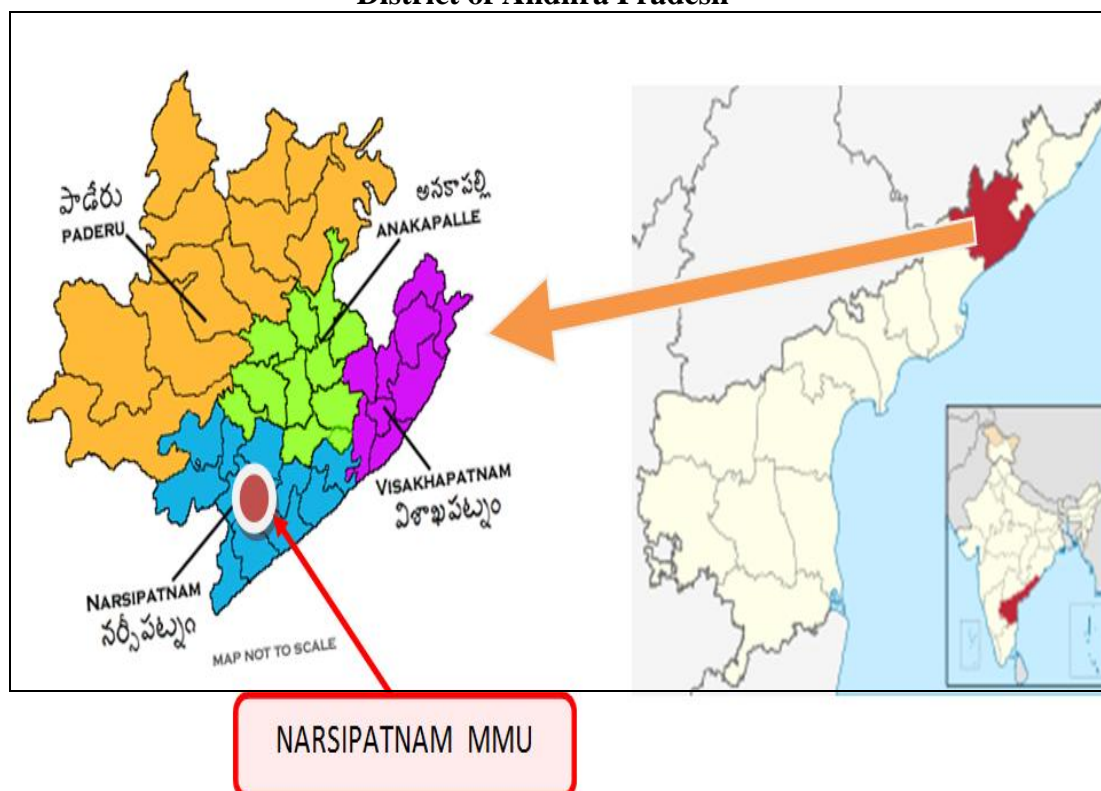 District of Andhra Pradesh
పాడేరు
PADERU
అనకాపల్లి
ANAKAPALLE
VISAKHAPATNAM
విశాఖపట్నం
NARSIPATNAM
నర్సీపట్నం
MAP NOT TO SCALE
NARSIPATNAM MMU